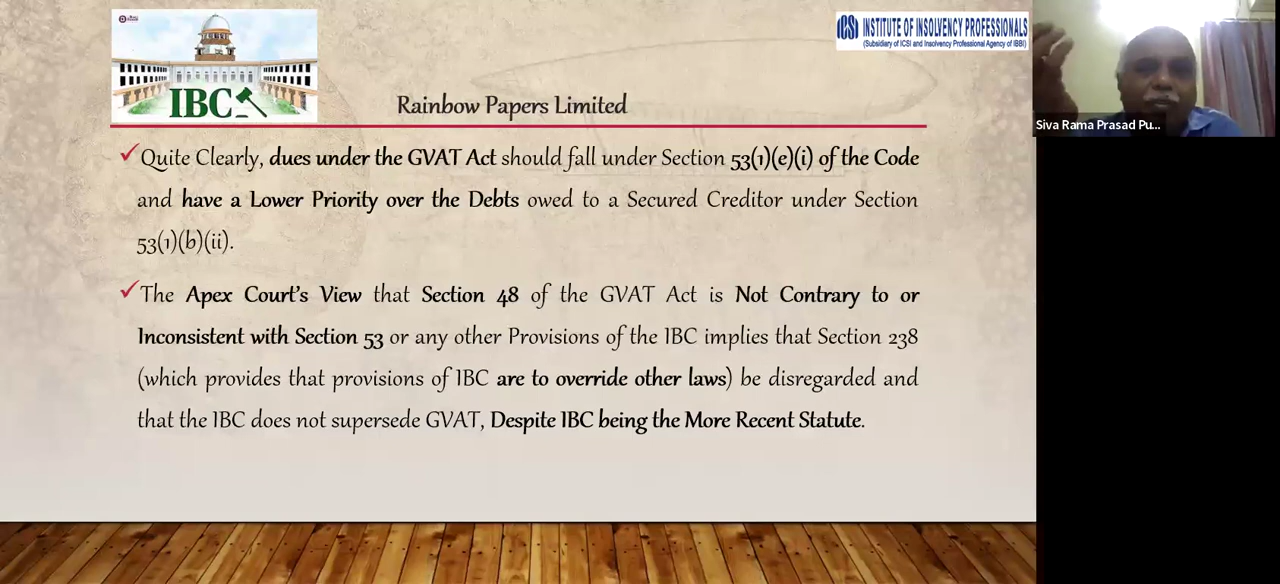 IBC
INSTITUTE OF INSOLVENCY PROFESSIONALS
(Subsidiary of ICSI and Insolvency Professional Agency of IBBI)
Rainbow Papers Limited
Quite Clearly, dues under the GVAT Act should fall under Section 53(1)(e)(i) of the Code
and have a Lower Priority over the Debts owed to a Secured Creditor under Section
53(1)(b)(ii).
The Apex Court's View that Section 48 of the GVAT Act is Not Contrary to or
Inconsistent with Section 53 or any other Provisions of the IBC implies that Section 238
(which provides that provisions of IBC are to override other laws) be disregarded and
that the IBC does not supersede GVAT, Despite IBC being the More Recent Statute.
Siva Rama Prasad Pu...